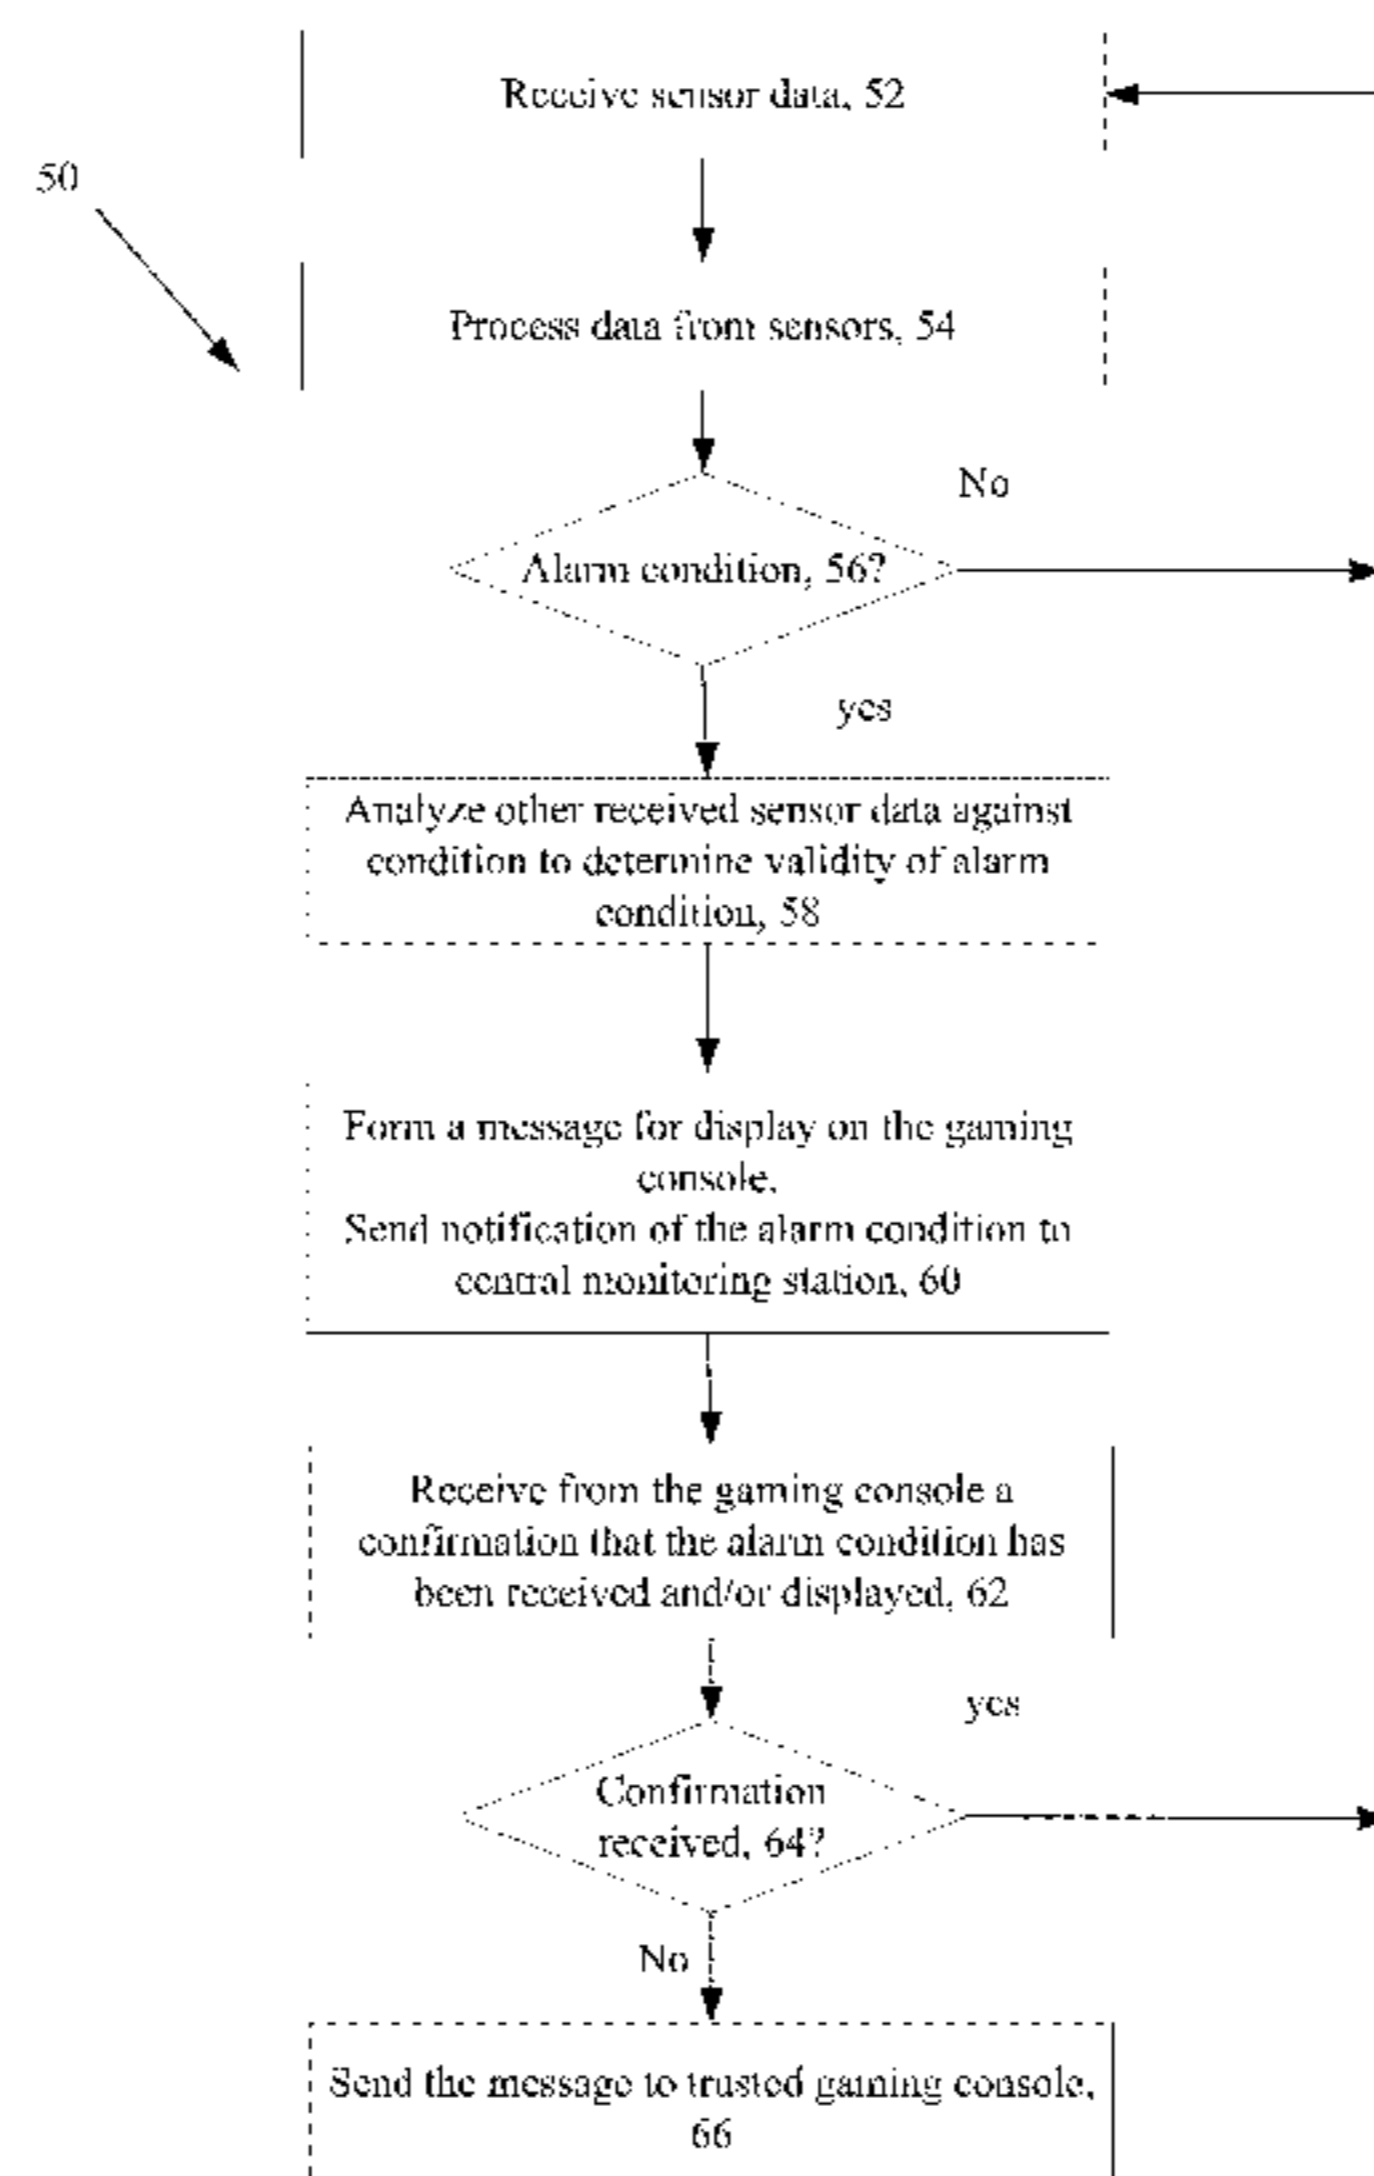 Receive sensor data, 52
50
Process data from sensors, 54
No
Alarm condition, 56?
yes
Analyze other received sensor data against
condition to determine validity of alarm
condition, 58
Form a message for display on the gaming
console.
Send notification of the alarm condition to
central monitoring station, 60
Receive from the gaming console a
confirmation that the alarm condition has
been received and/or displayed, 62
yes
Confirmation
received, 64?
No
Send the message to trusted gaming console,
66